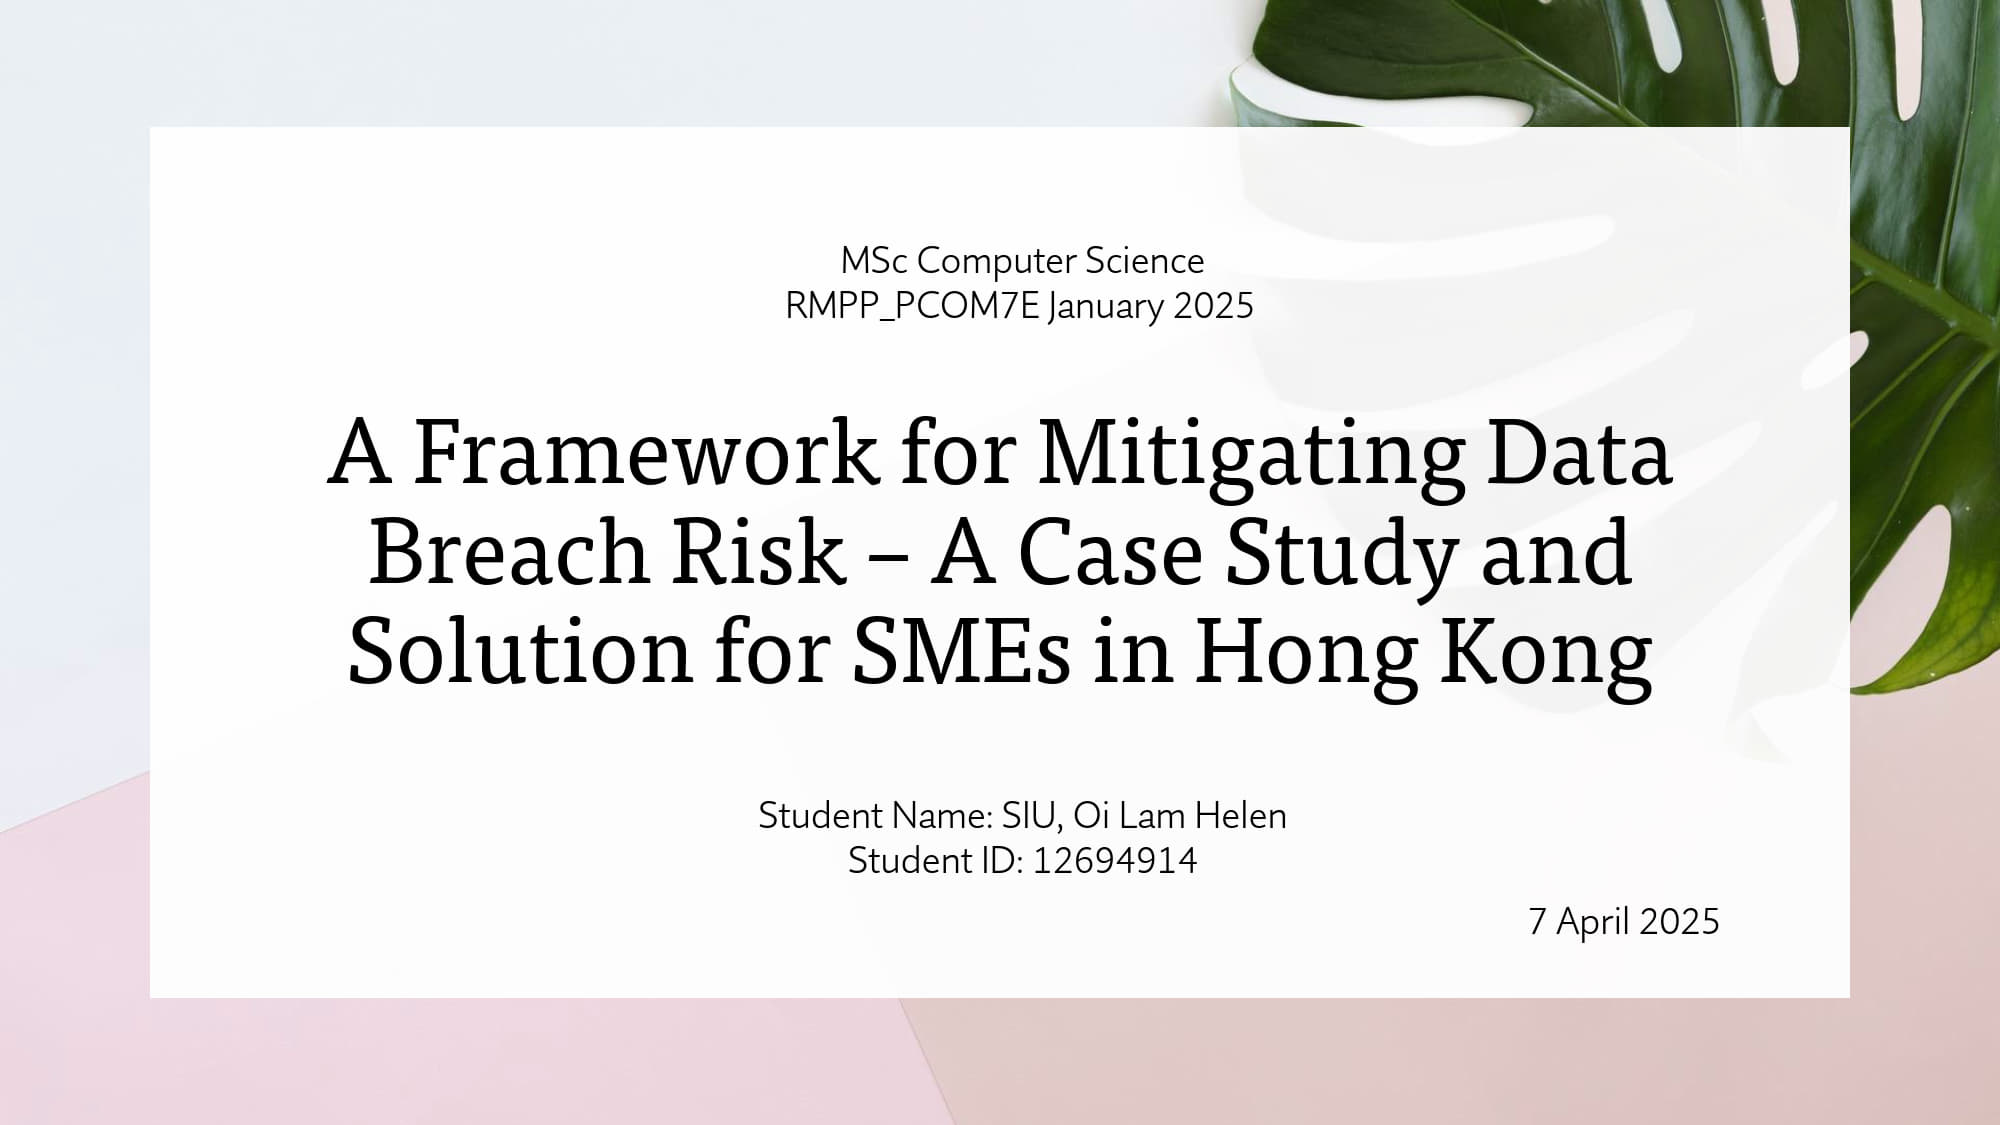 MSc Computer Science
RMPP_PCOM7E January 2025
A Framework for Mitigating Data
Breach Risk – A Case Study and
Solution for SMEs in Hong Kong
Student Name: SIU, Oi Lam Helen
Student ID: 12694914
7 April 2025